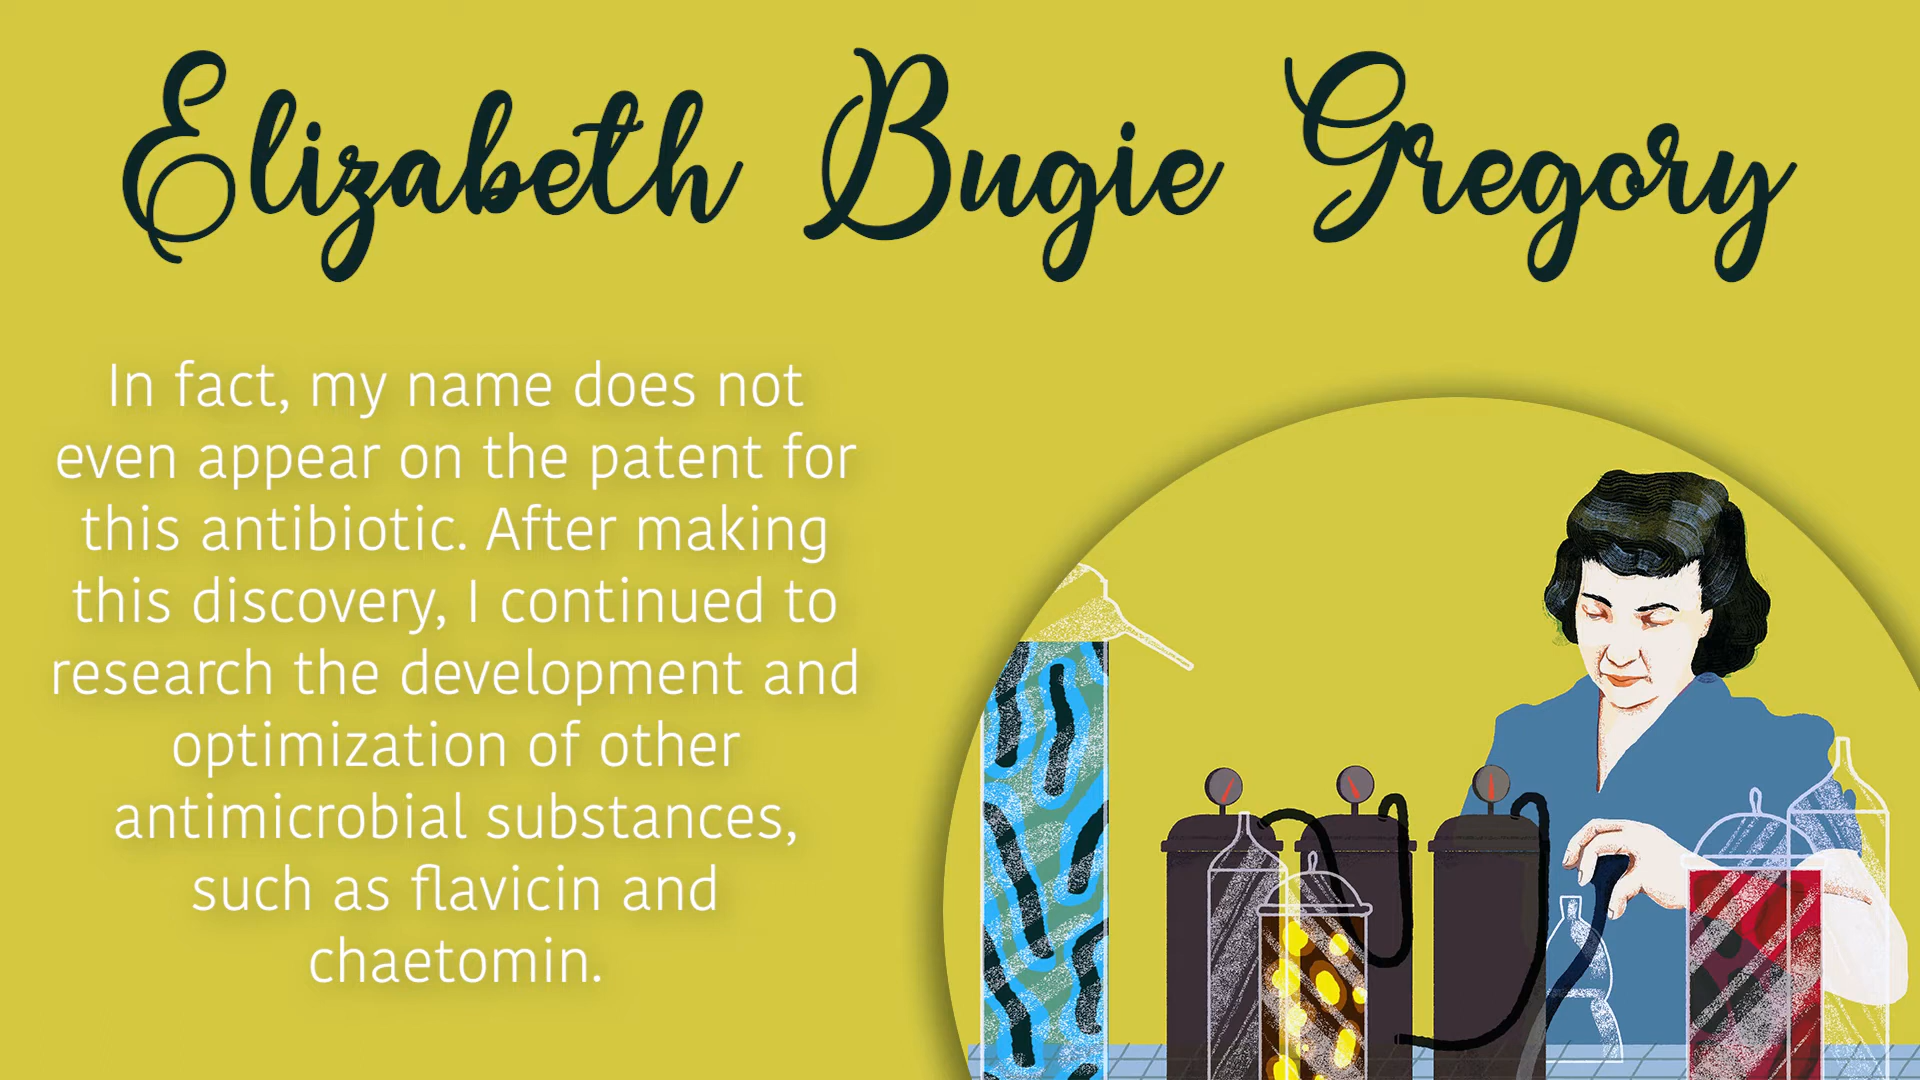 Elizabeth Bugie Gregory
In fact, my name does not
even appear on the patent for
this antibiotic. After making
this discovery, I continued to
research the development and
optimization of other
antimicrobial substances,
such as flavicin and
chaetomin.